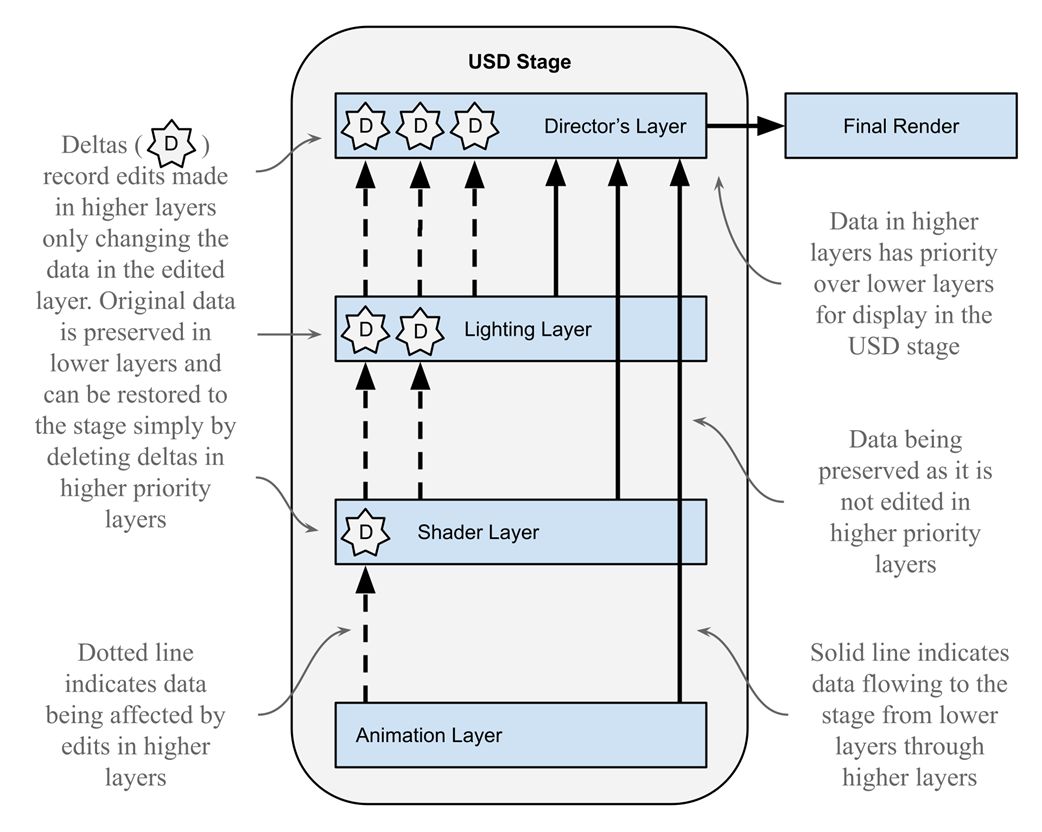 USD Stage
D D D Director's Layer
Final Render
Deltas ( D )
record edits made
in higher layers
only changing the
data in the edited
layer. Original data
is preserved in
lower layers and
can be restored to
the stage simply by
deleting deltas in
higher priority
layers
Data in higher
layers has priority
over lower layers
for display in the
USD stage
D D Lighting Layer
Data being
preserved as it is
not edited in
higher priority
layers
D Shader Layer
Dotted line
indicates data
being affected by
edits in higher
layers
Solid line indicates
data flowing to the
stage from lower
layers through
higher layers
Animation Layer